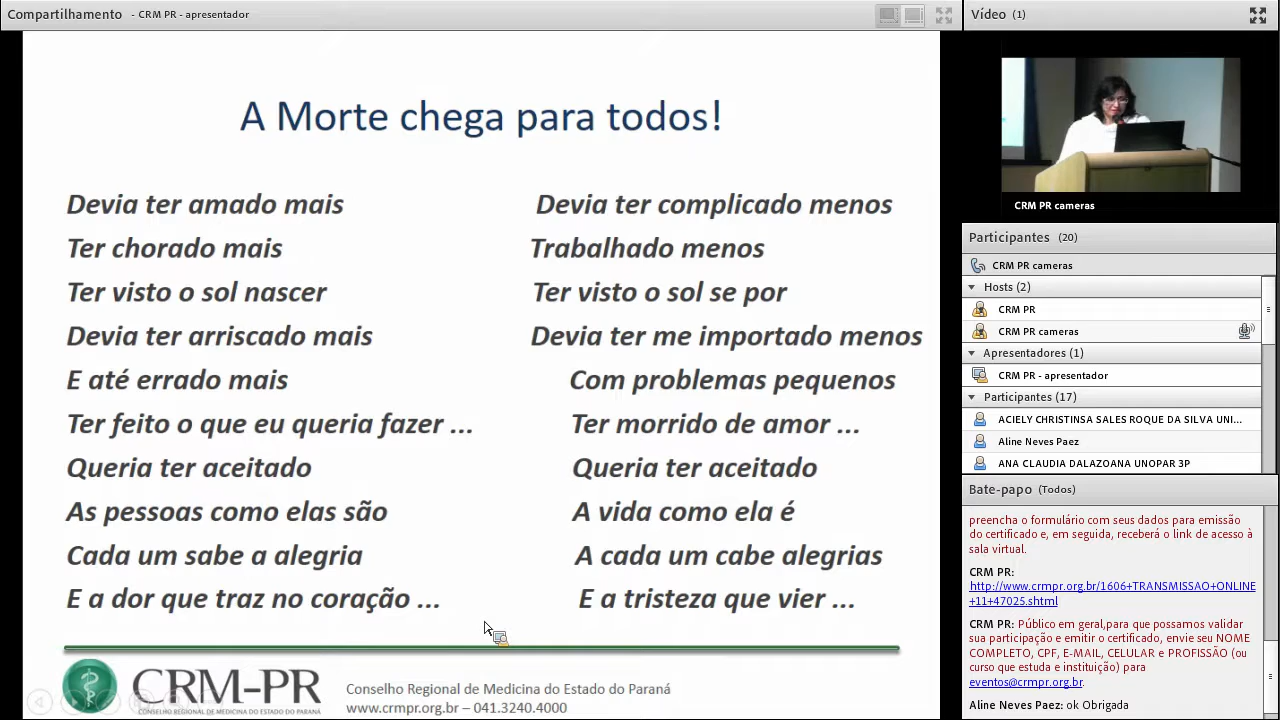 Compartilhamento - CRM PR - apresentador
A Morte chega para todos!
Devia ter amado mais
Ter chorado mais
Ter visto o sol nascer
Devia ter arriscado mais
E até errado mais
Ter feito o que eu queria fazer ...
Queria ter aceitado
As pessoas como elas são
Cada um sabe a alegria
E a dor que traz no coração ...
Devia ter complicado menos
Trabalhado menos
Ter visto o sol se por
Devia ter me importado menos
Com problemas pequenos
Ter morrido de amor ...
Queria ter aceitado
A vida como ela é
A cada um cabe alegrias
E a tristeza que vier ...
CRM-PR
CONSELHO REGIONAL DE MEDICINA DO ESTADO DO PARANÁ
Conselho Regional de Medicina do Estado do Paraná
www.crmpr.org.br – 041.3240.4000
Vídeo (1)
CRM PR cameras
Participantes (20)
CRM PR cameras
Hosts (2)
CRM PR
CRM PR cameras
Apresentadores (1)
CRM PR - apresentador
Participantes (17)
ACIELY CHRISTINSA SALES ROQUE DA SILVA UNI...
Aline Neves Paez
ANA CLAUDIA DALAZOANA UNOPAR 3P
Bate-papo (Todos)
preencha o formulário com seus dados para emissão
do certificado e, em seguida, receberá o link de acesso à
sala virtual.
CRM PR:
http://www.crmpr.org.br/1606+TRANSMISSAO+ONLINE
+11+47025.shtml
CRM PR: Público em geral,para que possamos validar
sua participação e emitir o certificado, envie seu NOME
COMPLETO, CPF, E-MAIL, CELULAR e PROFISSÃO (ou
curso que estuda e instituição) para
eventos@crmpr.org.br.
Aline Neves Paez: ok Obrigada